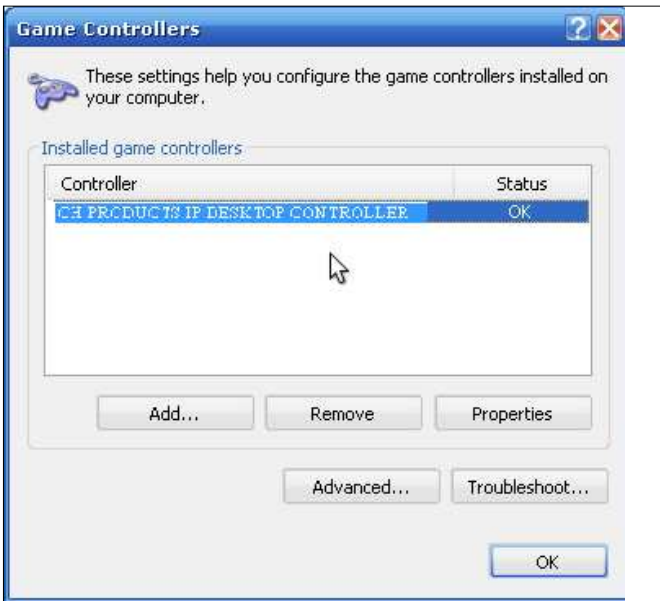 Game Controllers
These settings help you configure the game controllers installed on
your computer.
Installed game controllers
Controller Status
CH PRODUCTS IP DESKTOP CONTROLLER OK
Add... Remove Properties
Advanced... Troubleshoot...
OK